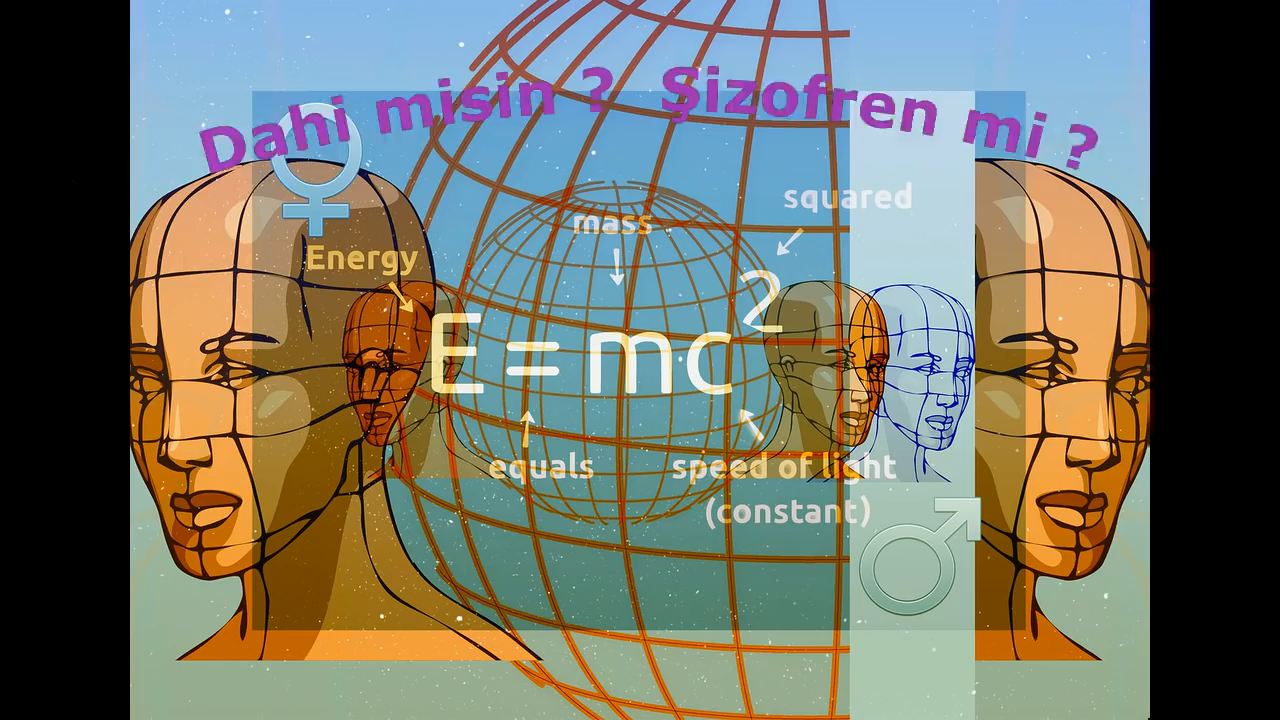 Dahi misin ? Şizofren mi ?
squared
mass
Energy
E=mc²
equals
speed of light
(constant)